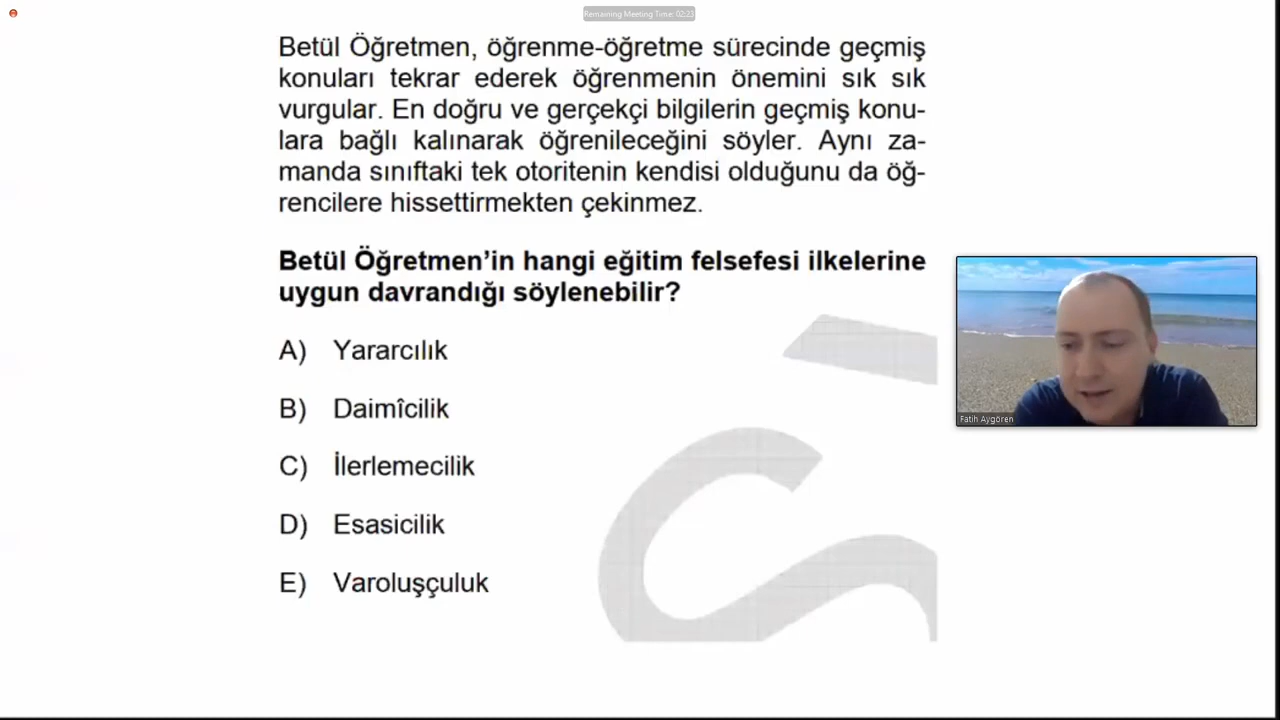 Remaining Meeting Time: 02:23
Betül Öğretmen, öğrenme-öğretme sürecinde geçmiş
konuları tekrar ederek öğrenmenin önemini sık sık
vurgular. En doğru ve gerçekçi bilgilerin geçmiş konu-
lara bağlı kalınarak öğrenileceğini söyler. Aynı za-
manda sınıftaki tek otoritenin kendisi olduğunu da öğ-
rencilere hissettirmekten çekinmez.
Betül Öğretmen’in hangi eğitim felsefesi ilkelerine
uygun davrandığı söylenebilir?
A) Yararcılık
B) Daimîcilik
C) İlerlemecilik
D) Esasicilik
E) Varoluşçuluk
Fatih Aygören